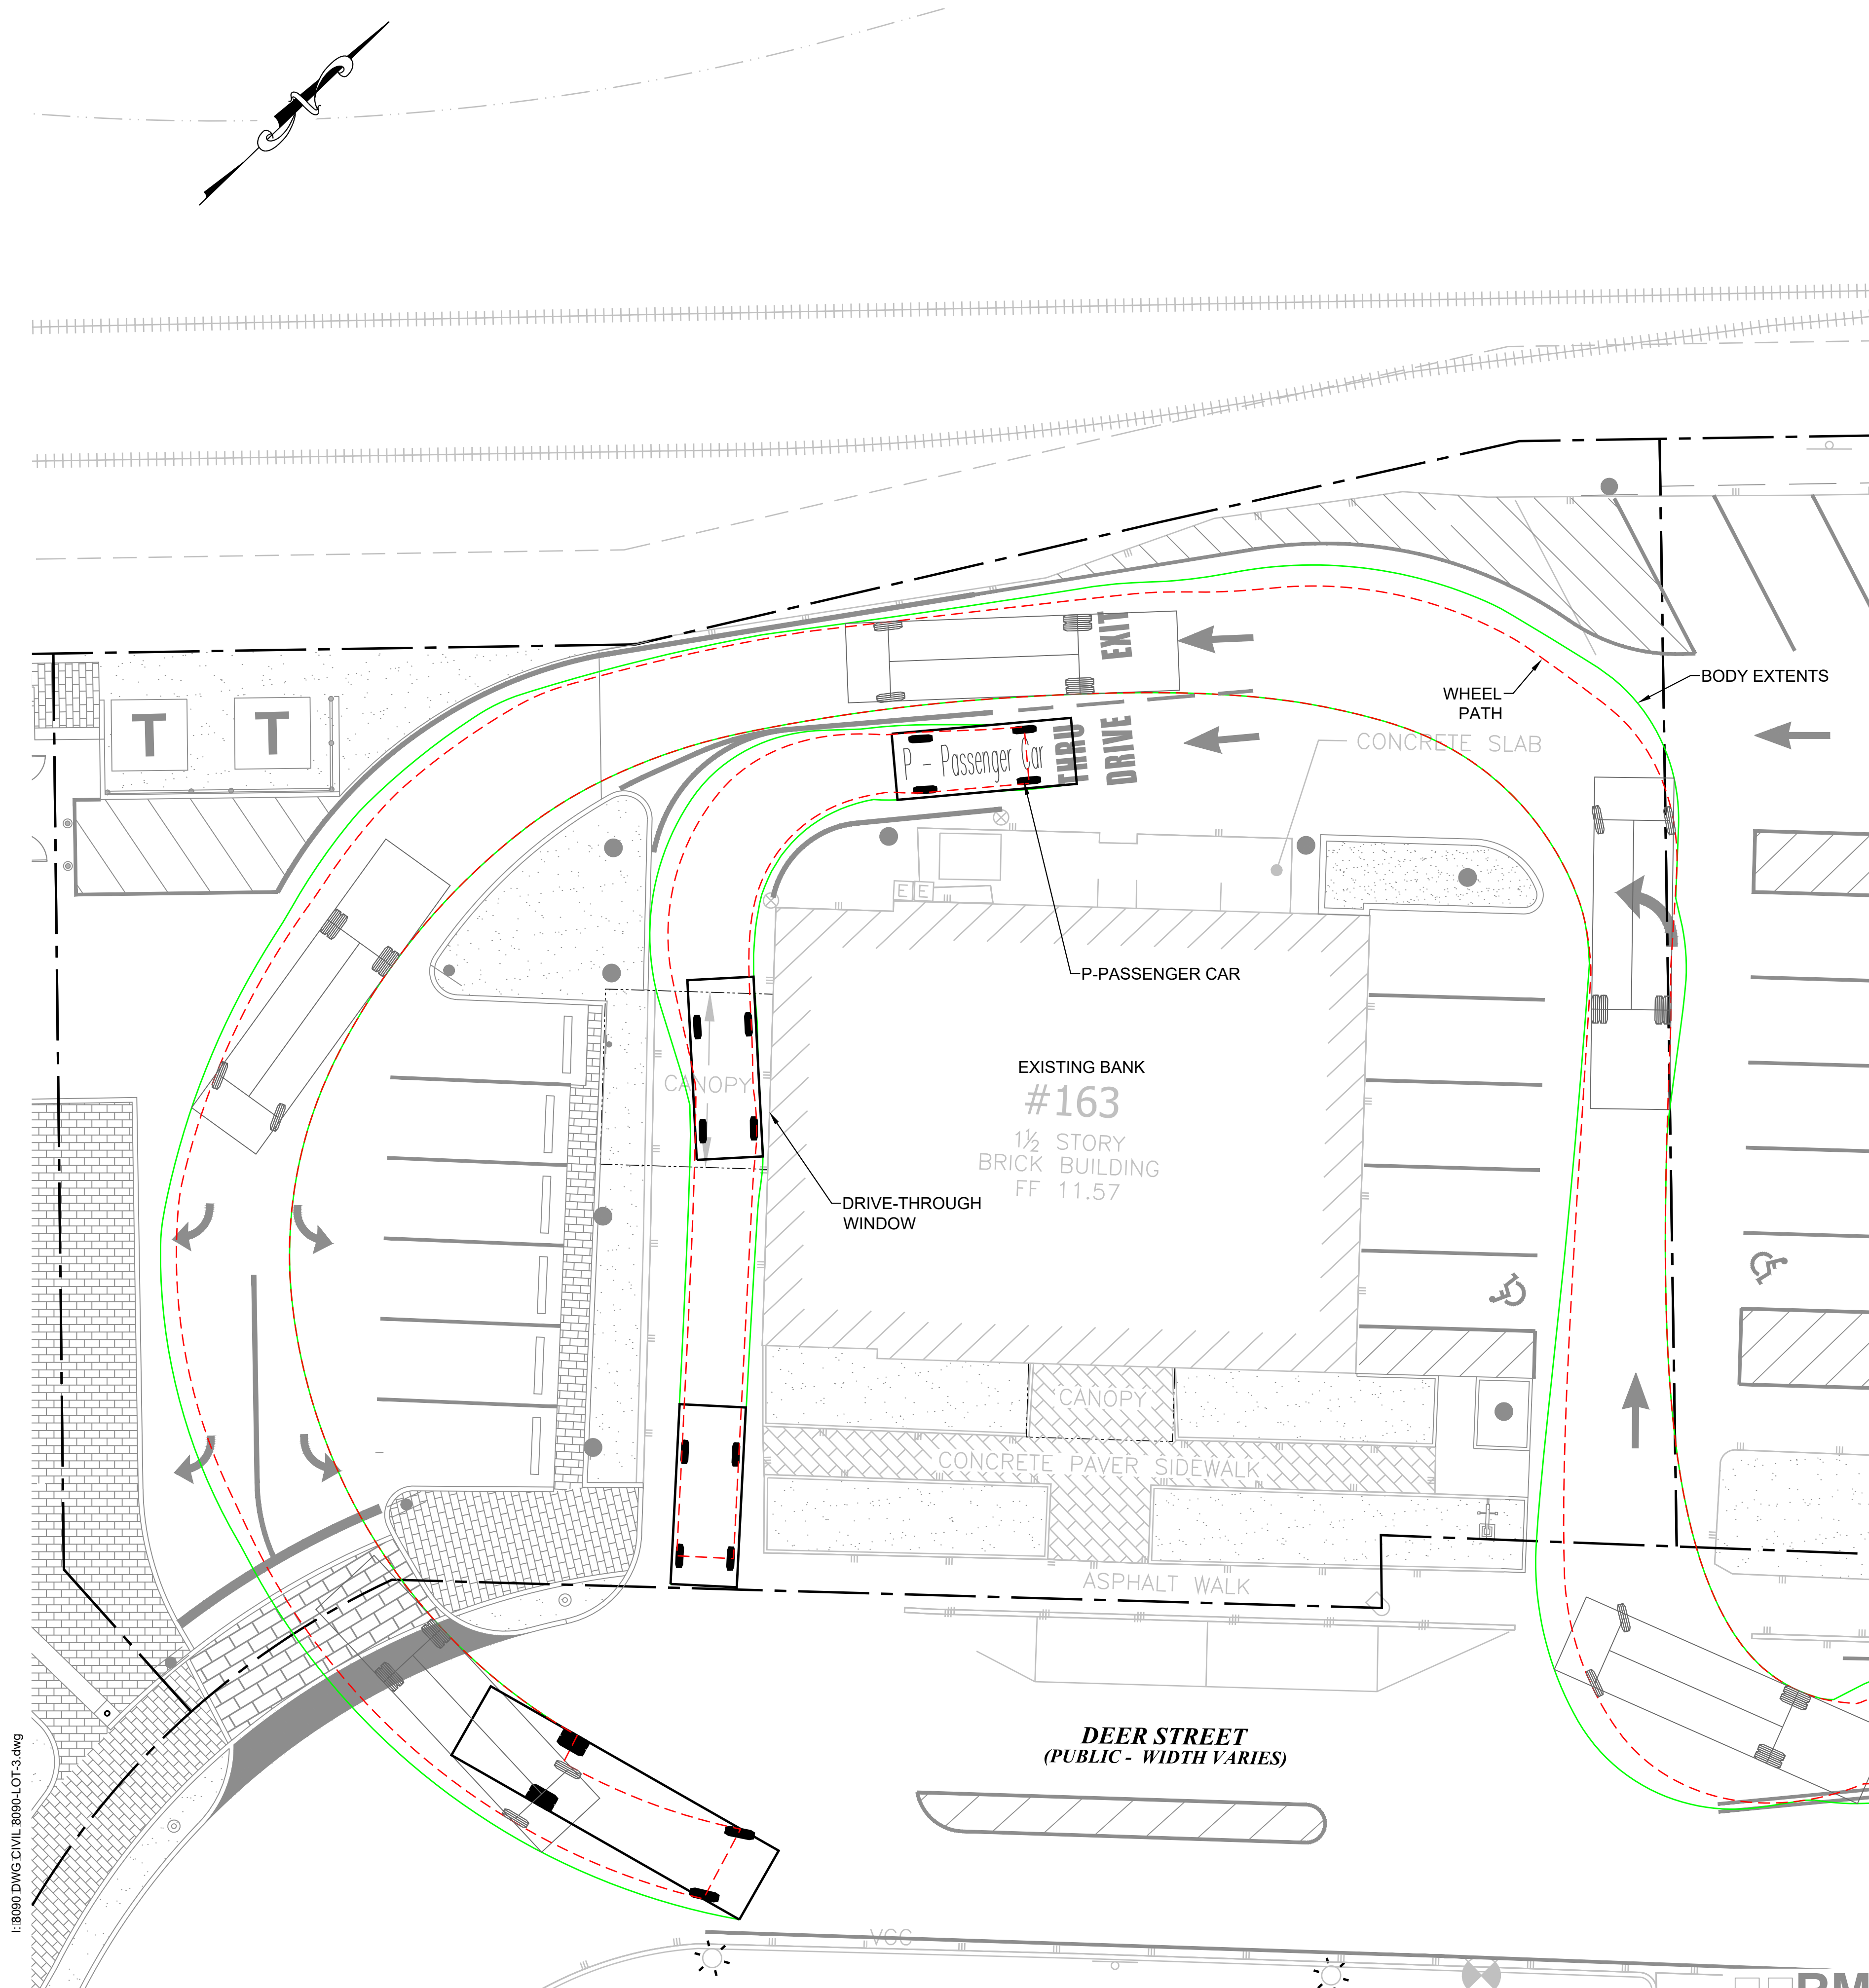 EXIT
THRU
DRIVE
P - Passenger Car
WHEEL
PATH
BODY EXTENTS
CONCRETE SLAB
T
T
E
E
P-PASSENGER CAR
CANOPY
EXISTING BANK
#163
1½ STORY
BRICK BUILDING
FF 11.57
DRIVE-THROUGH
WINDOW
CANOPY
CONCRETE PAVER SIDEWALK
ASPHALT WALK
DEER STREET
(PUBLIC - WIDTH VARIES)
VGC
I:\8090\DWG\CIVIL\8090-LOT-3.dwg